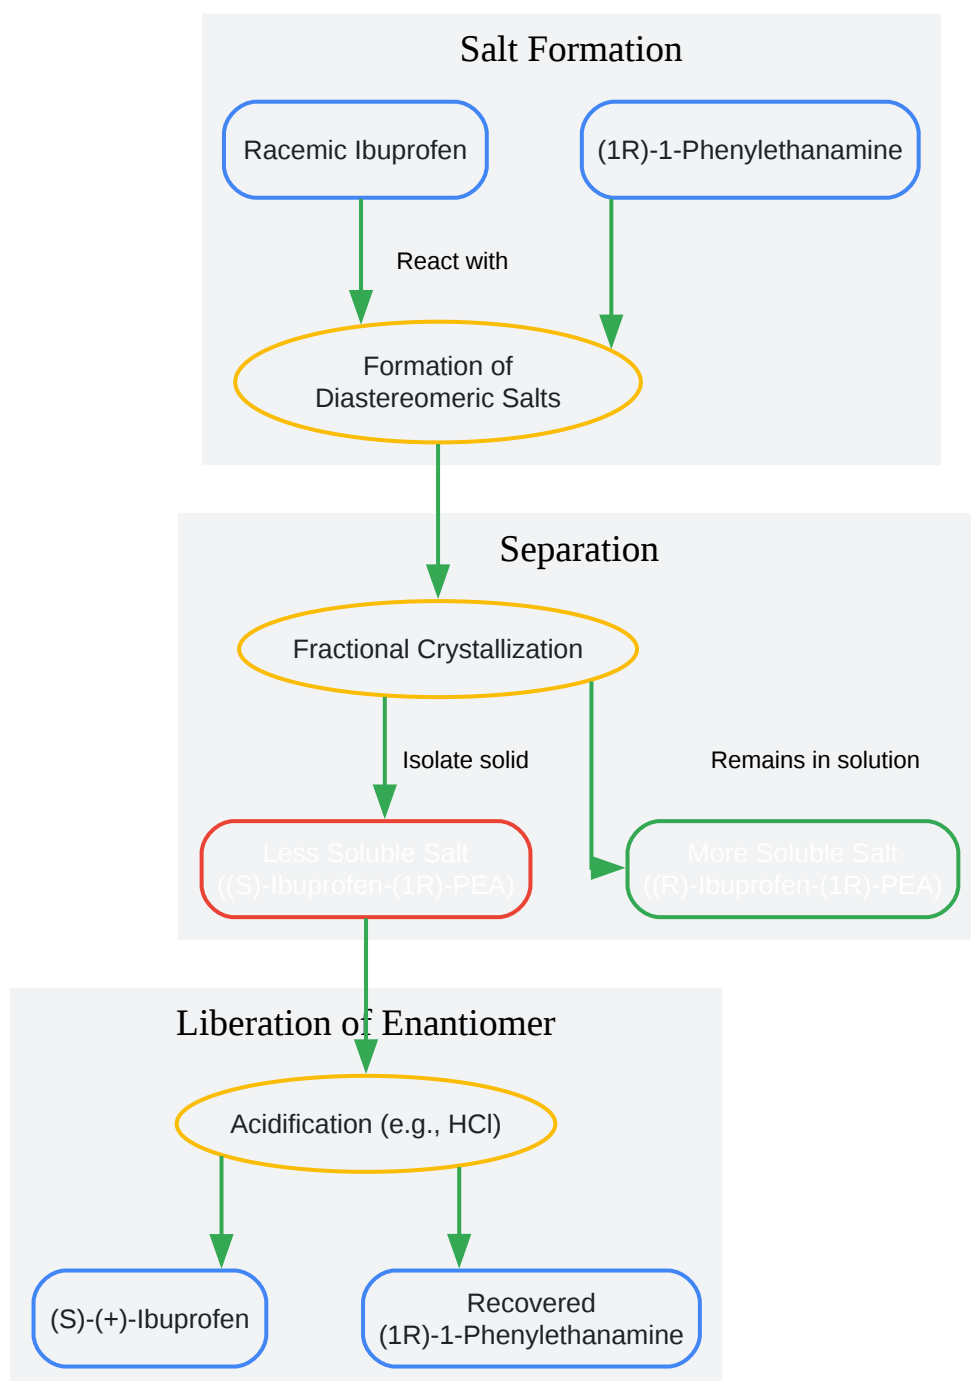 Salt Formation
Racemic Ibuprofen
(1R)-1-Phenylethanamine
React with
Formation of
Diastereomeric Salts
Separation
Fractional Crystallization
Isolate solid
Remains in solution
Less Soluble Salt
((S)-Ibuprofen-(1R)-PEA)
More Soluble Salt
((R)-Ibuprofen-(1R)-PEA)
Liberation of Enantiomer
Acidification (e.g., HCl)
(S)-(+)-Ibuprofen
Recovered
(1R)-1-Phenylethanamine